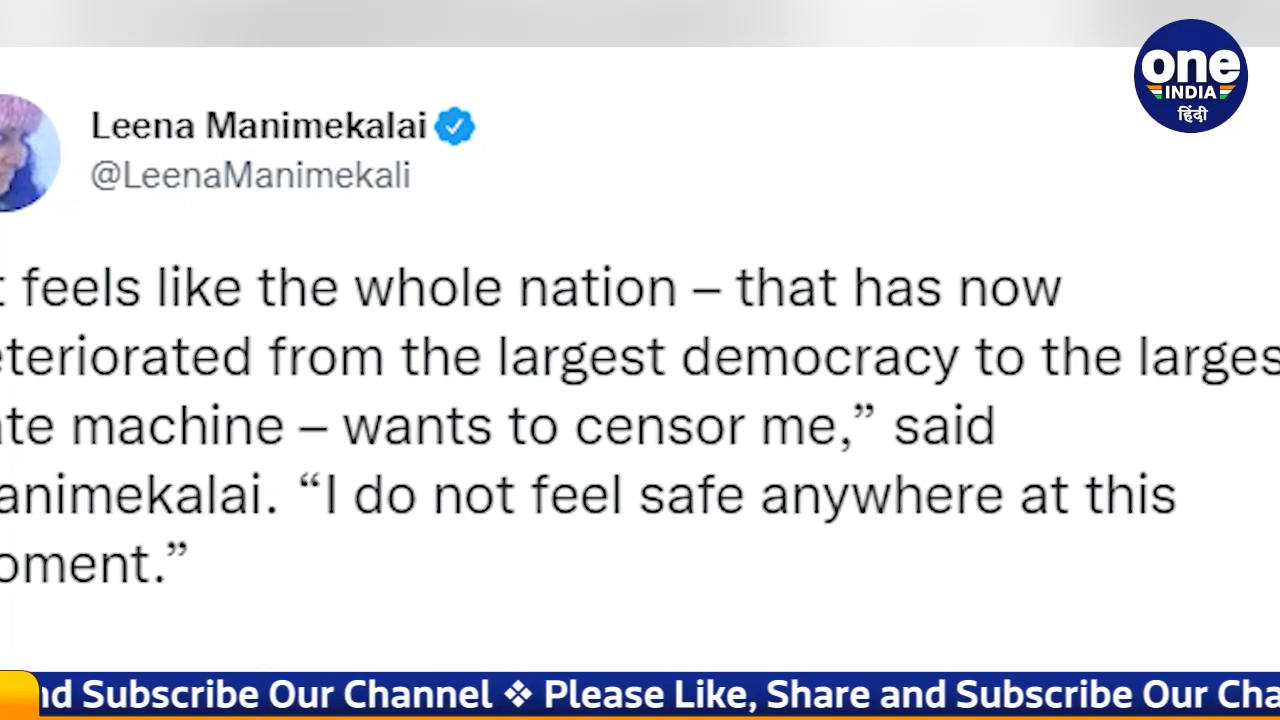 one
INDIA
हिंदी
Leena Manimekalai
@LeenaManimekali
t feels like the whole nation – that has now
eteriorated from the largest democracy to the larges
ate machine – wants to censor me,” said
animekalai. “I do not feel safe anywhere at this
oment.”
nd Subscribe Our Channel ❖ Please Like, Share and Subscribe Our Cha